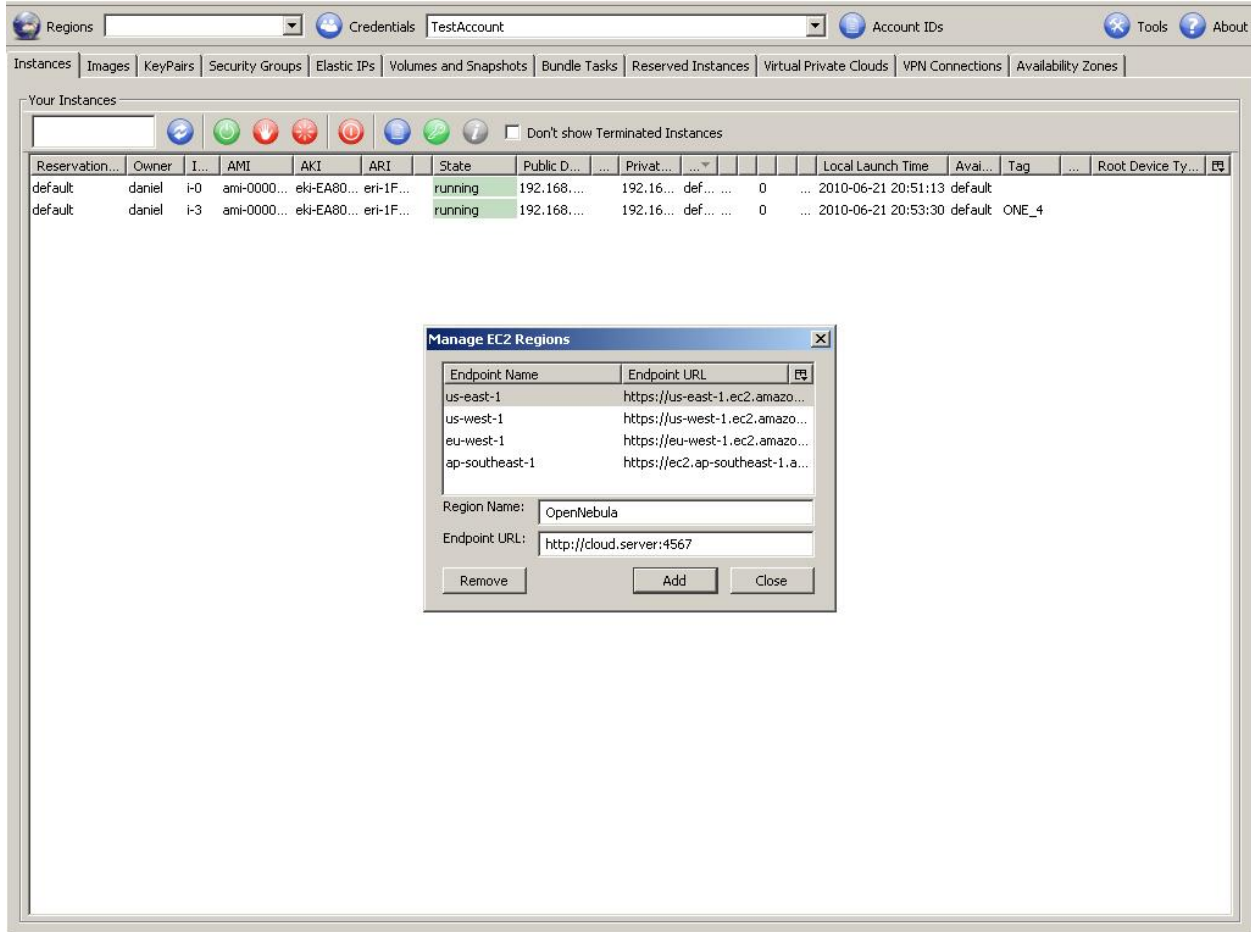 Regions Credentials TestAccount Account IDs Tools About
Instances Images KeyPairs Security Groups Elastic IPs Volumes and Snapshots Bundle Tasks Reserved Instances Virtual Private Clouds VPN Connections Availability Zones
Your Instances
Don't show Terminated Instances
Reservation... Owner I... AMI AKI ARI State Public D... ... Privat... ... Local Launch Time Avai... Tag ... Root Device Ty...
default daniel i-0 ami-0000... eki-EA80... eri-1F... running 192.168.... 192.16... def... ... 0 ... 2010-06-21 20:51:13 default
default daniel i-3 ami-0000... eki-EA80... eri-1F... running 192.168.... 192.16... def... ... 0 ... 2010-06-21 20:53:30 default ONE_4
Manage EC2 Regions
Endpoint Name Endpoint URL
us-east-1 https://us-east-1.ec2.amazo...
us-west-1 https://us-west-1.ec2.amazo...
eu-west-1 https://eu-west-1.ec2.amazo...
ap-southeast-1 https://ec2.ap-southeast-1.a...
Region Name: OpenNebula
Endpoint URL: http://cloud.server:4567
Remove Add Close